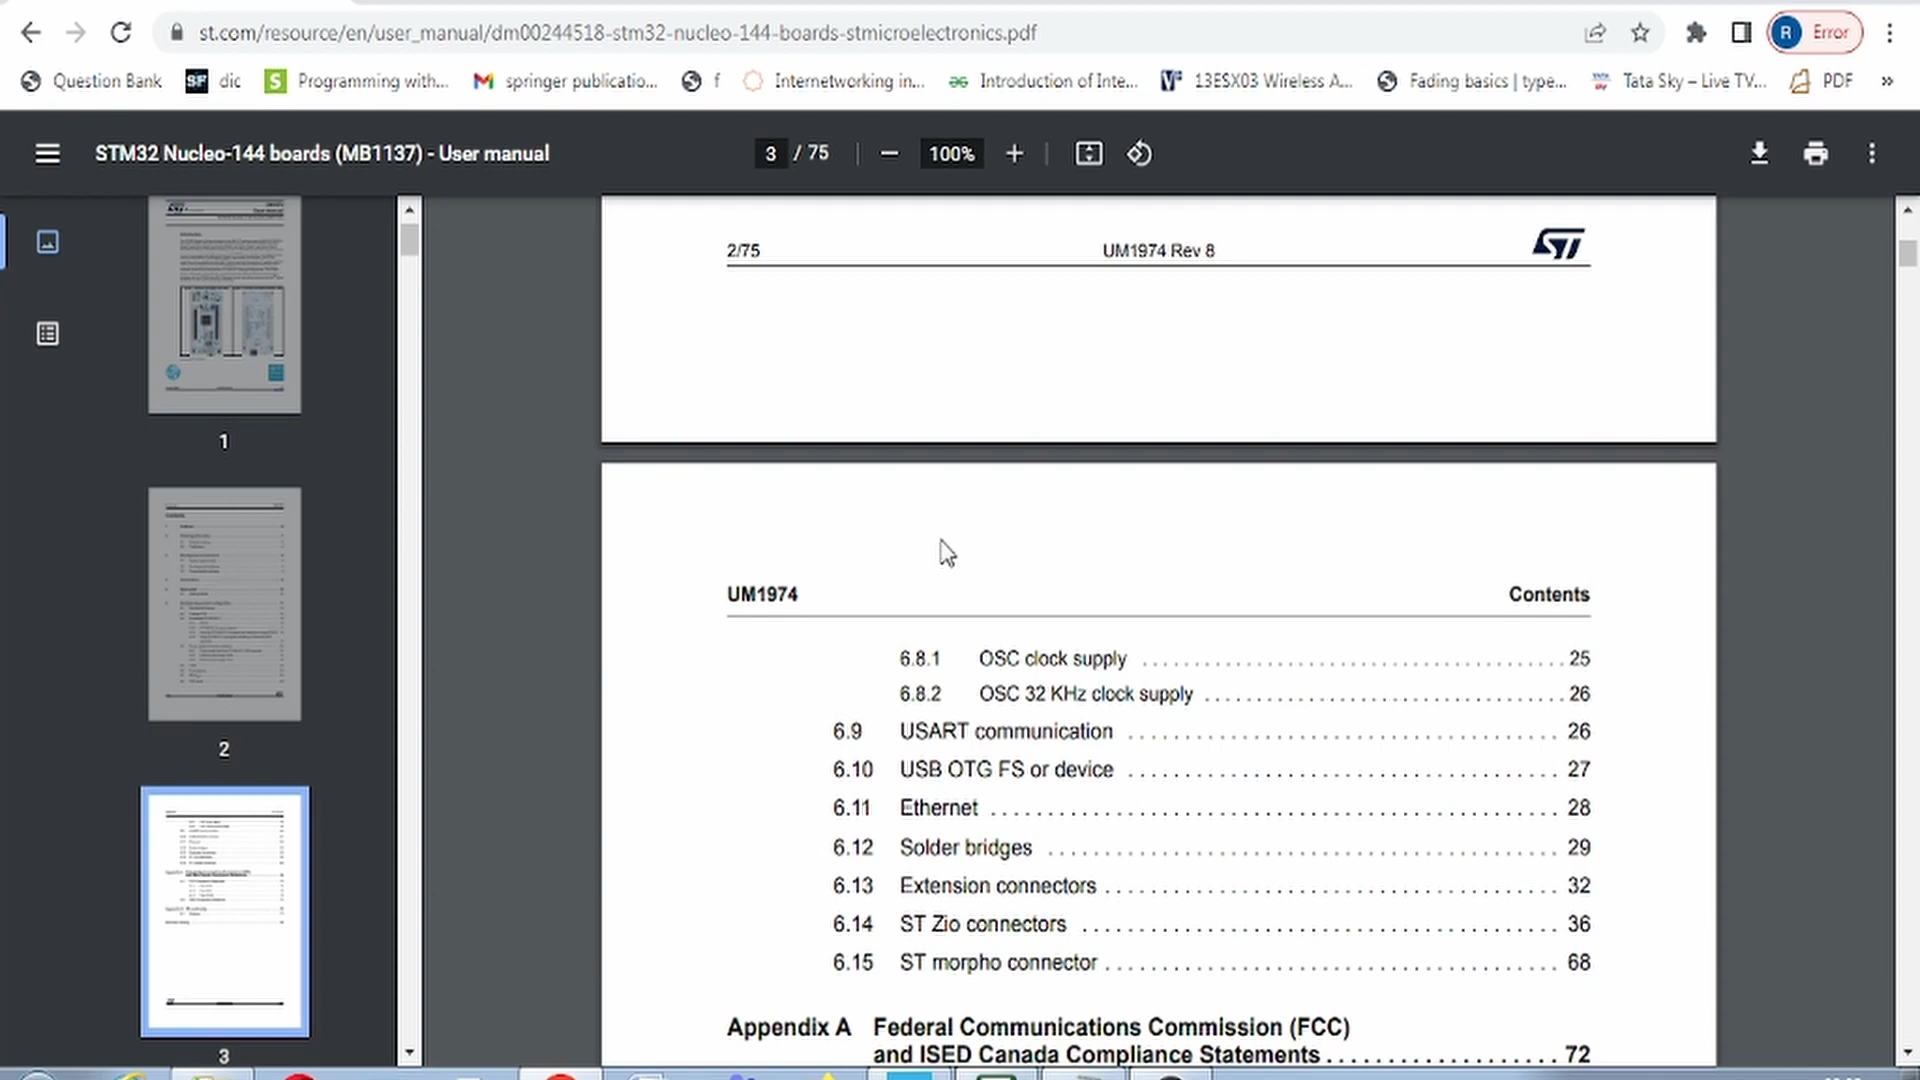 st.com/resource/en/user_manual/dm00244518-stm32-nucleo-144-boards-stmicroelectronics.pdf
R Error
Question Bank dic Programming with... springer publicatio... f Internetworking in... Introduction of Inte... 13ESX03 Wireless A... Fading basics | type... Tata Sky – Live TV... PDF »
STM32 Nucleo-144 boards (MB1137) - User manual
3 / 75
100%
1
2
3
2/75 UM1974 Rev 8 ST
UM1974 Contents
6.8.1 OSC clock supply 25
6.8.2 OSC 32 KHz clock supply 26
6.9 USART communication 26
6.10 USB OTG FS or device 27
6.11 Ethernet 28
6.12 Solder bridges 29
6.13 Extension connectors 32
6.14 ST Zio connectors 36
6.15 ST morpho connector 68
Appendix A Federal Communications Commission (FCC)
and ISED Canada Compliance Statements 72